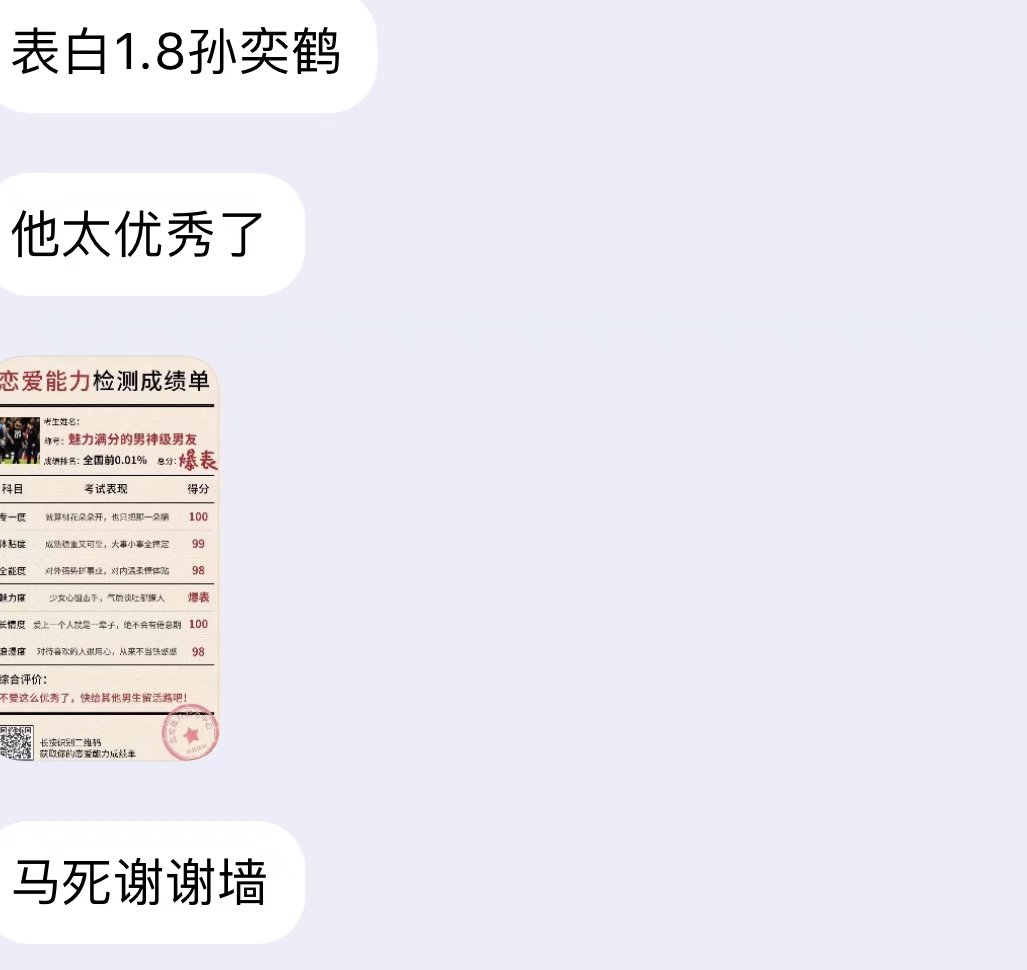 表白1.8孙奕鹤
他太优秀了
恋爱能力检测成绩单
考生姓名:
称号: 魅力满分的男神级男友
成绩排名: 全国前0.01% 总分: 爆表
科目 考试表现 得分
专一度 就算桃花朵朵开，也只把那一朵摘 100
体贴度 成熟稳重又可靠，大事小事全搞定 99
全能度 对外强势护事业，对内温柔懂体贴 98
魅力度 少女心狙击手，气质谈吐都撩人 爆表
长情度 爱上一个人就是一辈子，绝不会有倦怠期 100
浪漫度 对待喜欢的人很用心，从来不当铁憨憨 98
综合评价:
不要这么优秀了，快给其他男生留活路吧!
长按识别二维码
获取你的恋爱能力成绩单
马死谢谢墙